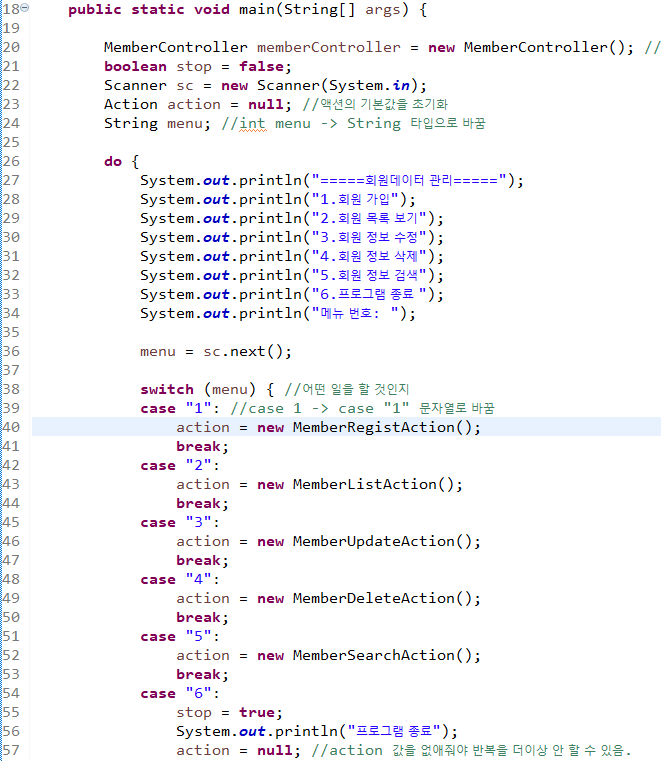 18 public static void main(String[] args) {
19
20 MemberController memberController = new MemberController(); //
21 boolean stop = false;
22 Scanner sc = new Scanner(System.in);
23 Action action = null; //액션의 기본값을 초기화
24 String menu; //int menu -> String 타입으로 바꿈
25
26 do {
27 System.out.println("=====회원데이터 관리=====");
28 System.out.println("1.회원 가입");
29 System.out.println("2.회원 목록 보기");
30 System.out.println("3.회원 정보 수정");
31 System.out.println("4.회원 정보 삭제");
32 System.out.println("5.회원 정보 검색");
33 System.out.println("6.프로그램 종료 ");
34 System.out.println("메뉴 번호: ");
35
36 menu = sc.next();
37
38 switch (menu) { //어떤 일을 할 것인지
39 case "1": //case 1 -> case "1" 문자열로 바꿈
40 action = new MemberRegistAction();
41 break;
42 case "2":
43 action = new MemberListAction();
44 break;
45 case "3":
46 action = new MemberUpdateAction();
47 break;
48 case "4":
49 action = new MemberDeleteAction();
50 break;
51 case "5":
52 action = new MemberSearchAction();
53 break;
54 case "6":
55 stop = true;
56 System.out.println("프로그램 종료");
57 action = null; //action 값을 없애줘야 반복을 더이상 안 할 수 있음.